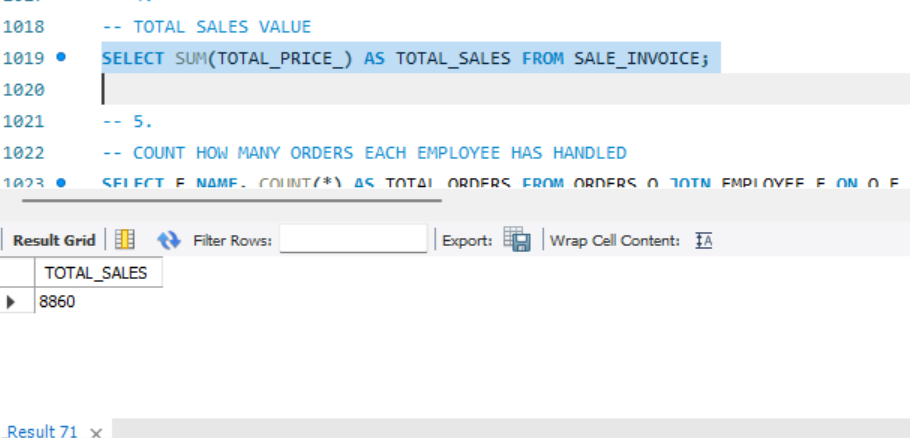 1018 -- TOTAL SALES VALUE
1019 SELECT SUM(TOTAL_PRICE_) AS TOTAL_SALES FROM SALE_INVOICE;
1020
1021 -- 5.
1022 -- COUNT HOW MANY ORDERS EACH EMPLOYEE HAS HANDLED
1023 SELECT E_NAME, COUNT(*) AS TOTAL_ORDERS FROM ORDERS O JOIN EMPLOYEE E ON O.E
Result Grid Filter Rows: Export: Wrap Cell Content:
TOTAL_SALES
8860
Result 71